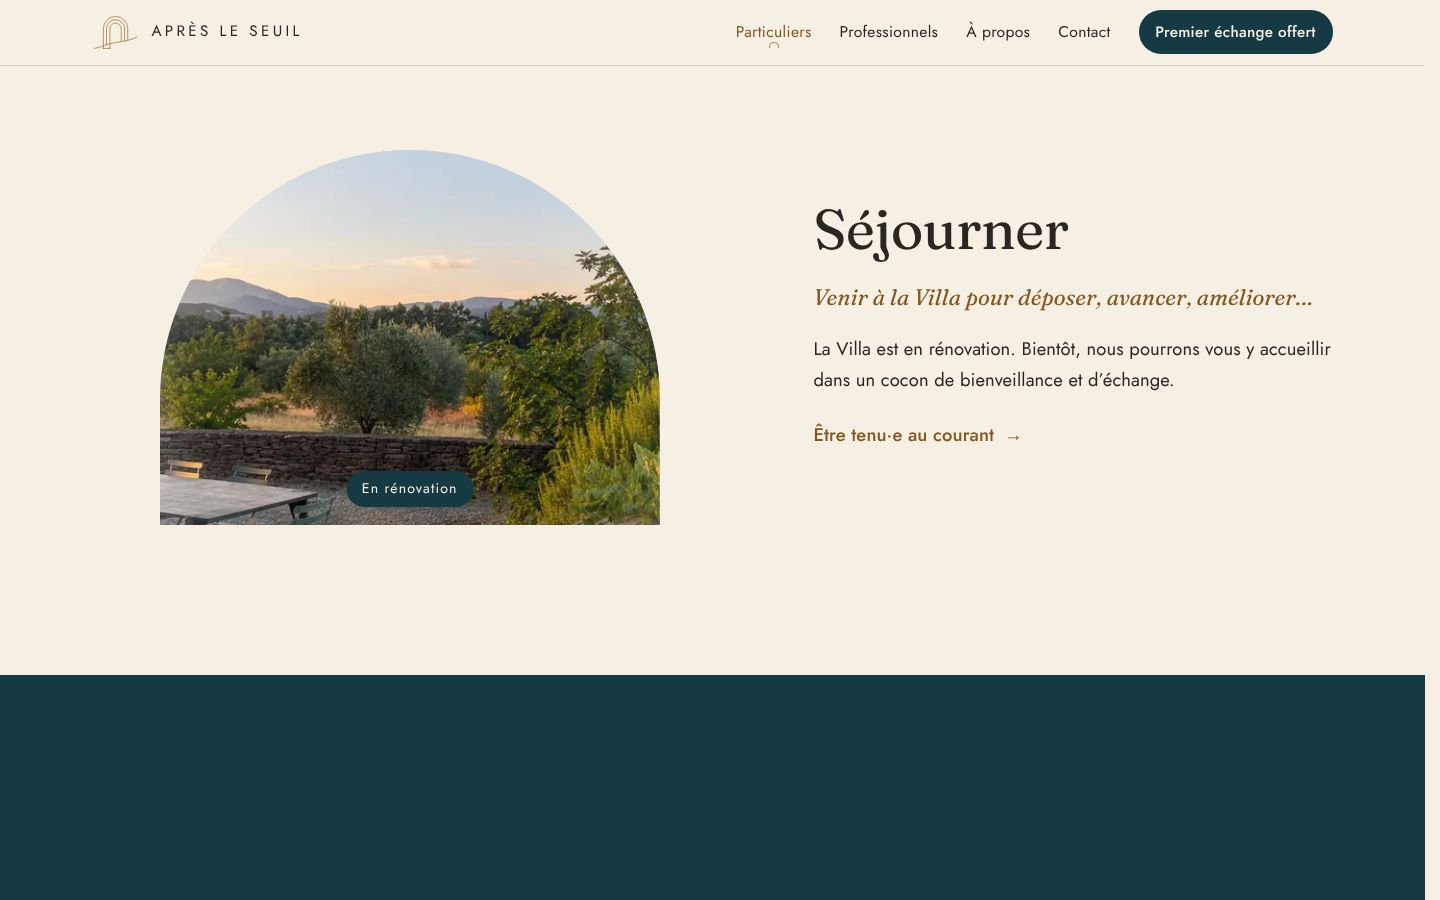 APRÈS LE SEUIL
Particuliers
Professionnels
À propos
Contact
Premier échange offert
En rénovation
Séjourner
Venir à la Villa pour déposer, avancer, améliorer…
La Villa est en rénovation. Bientôt, nous pourrons vous y accueillir
dans un cocon de bienveillance et d’échange.
Être tenu·e au courant →